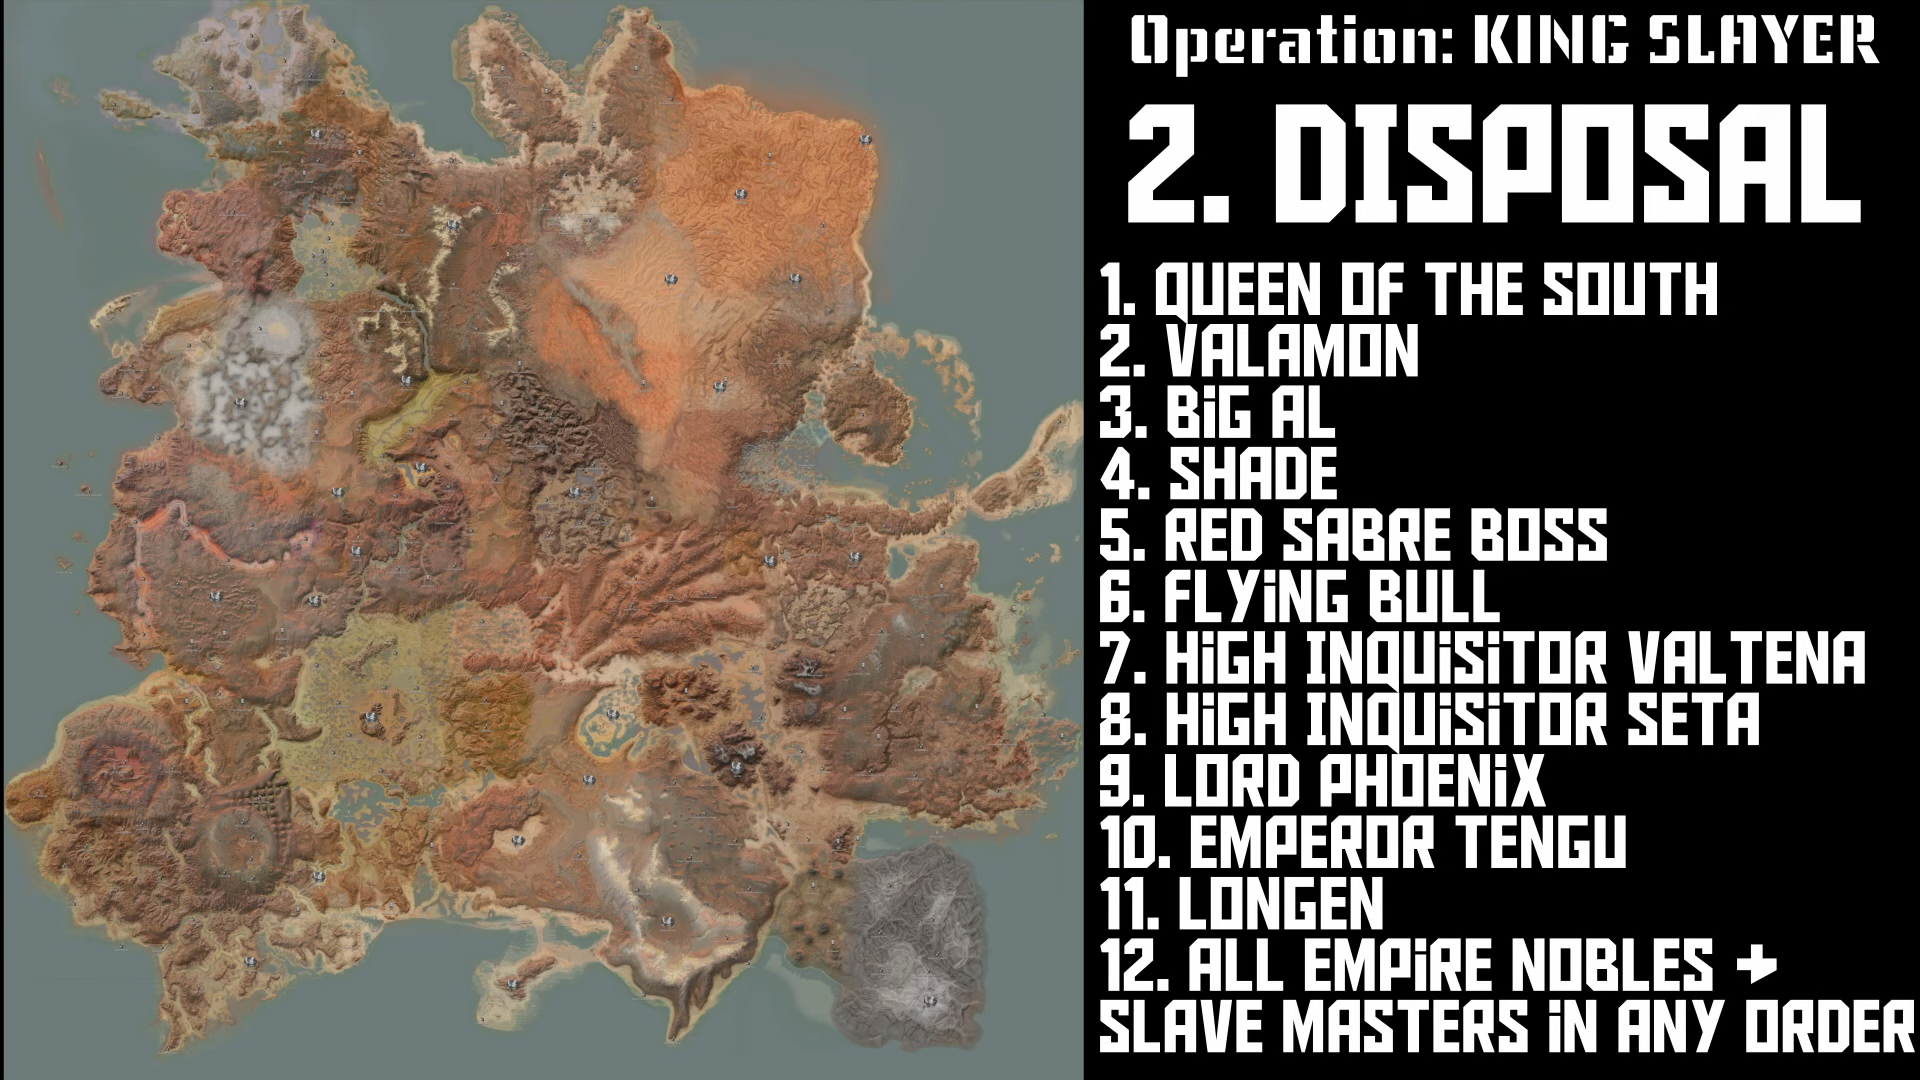 Operation: KING SLAYER
2. DISPOSAL
1. QUEEN OF THE SOUTH
2. VALAMON
3. BiG AL
4. SHADE
5. RED SABRE BOSS
6. FLYiNG BULL
7. HiGH INQUiSiTOR VALTENA
8. HiGH INQUiSiTOR SETA
9. LORD PHOENiX
10. EMPEROR TENGU
11. LONGEN
12. ALL EMPiRE NOBLES +
SLAVE MASTERS iN ANY ORDER